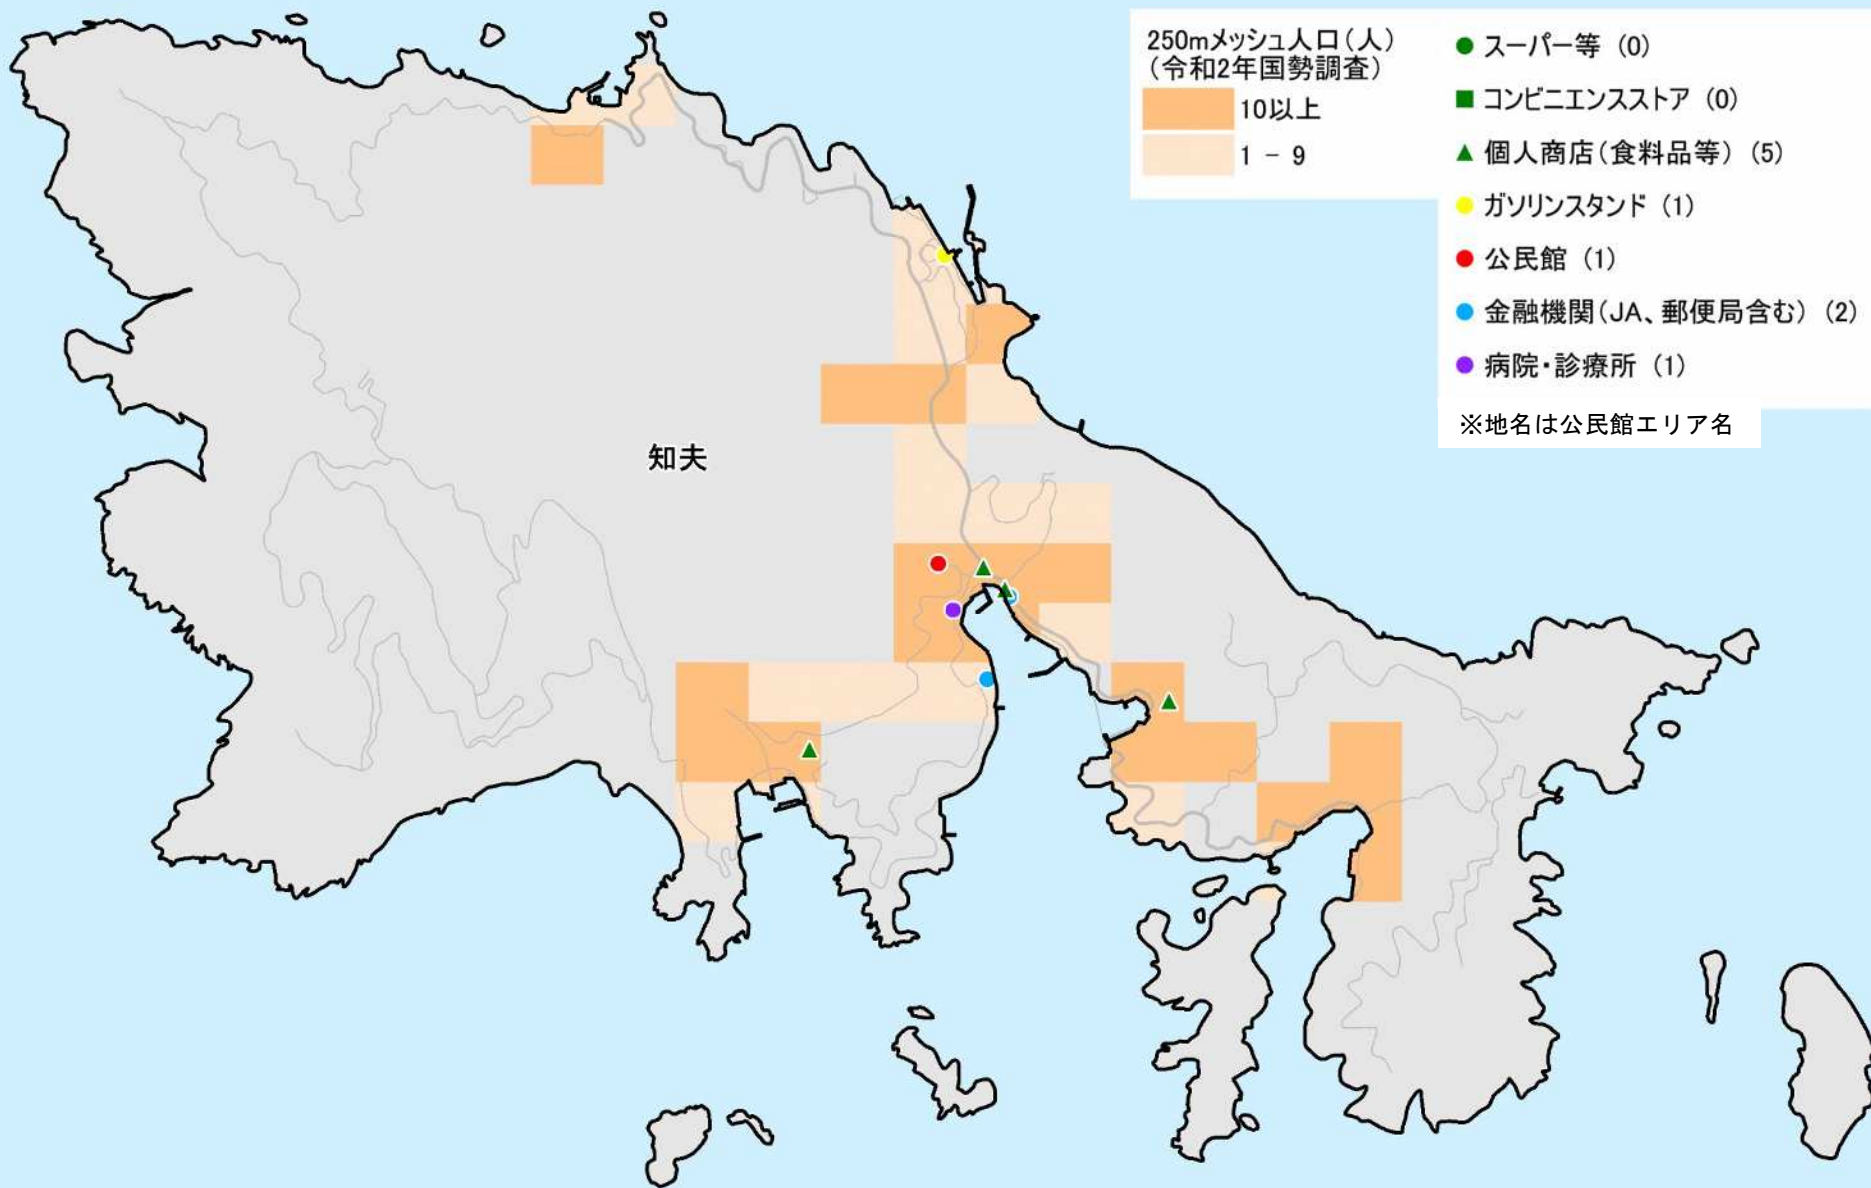 250mメッシュ人口(人)
(令和2年国勢調査)
10以上
1 - 9
スーパー等 (0)
コンビニエンスストア (0)
個人商店(食料品等) (5)
ガソリンスタンド (1)
公民館 (1)
金融機関(JA、郵便局含む) (2)
病院・診療所 (1)
※地名は公民館エリア名
知夫